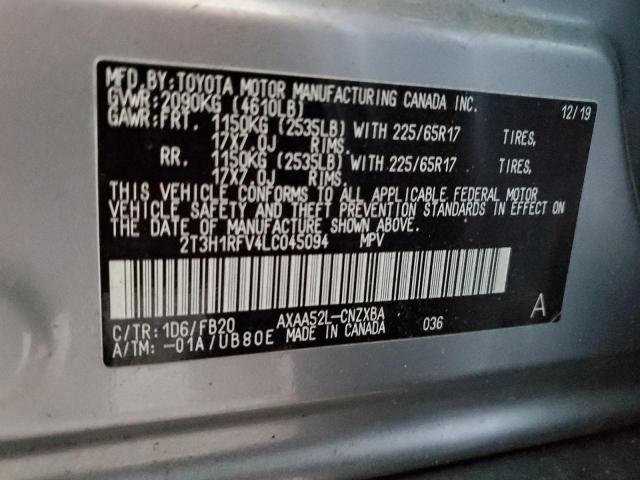 MFD.BY:TOYOTA MOTOR MANUFACTURING CANADA INC.
GVWR:2090KG (4610LB) 12/19
GAWR:FRT. 1150KG (2535LB) WITH 225/65R17 TIRES,
17X7.0J RIMS.
RR. 1150KG (2535LB) WITH 225/65R17 TIRES,
17X7.0J RIMS.
THIS VEHICLE CONFORMS TO ALL APPLICABLE FEDERAL MOTOR
VEHICLE SAFETY AND THEFT PREVENTION STANDARDS IN EFFECT ON
THE DATE OF MANUFACTURE SHOWN ABOVE.
2T3H1RFV4LC045094 MPV
C/TR:1D6/FB20 AXAA52L-CNZXBA A
A/TM:-01A/UB80E MADE IN CANADA 036